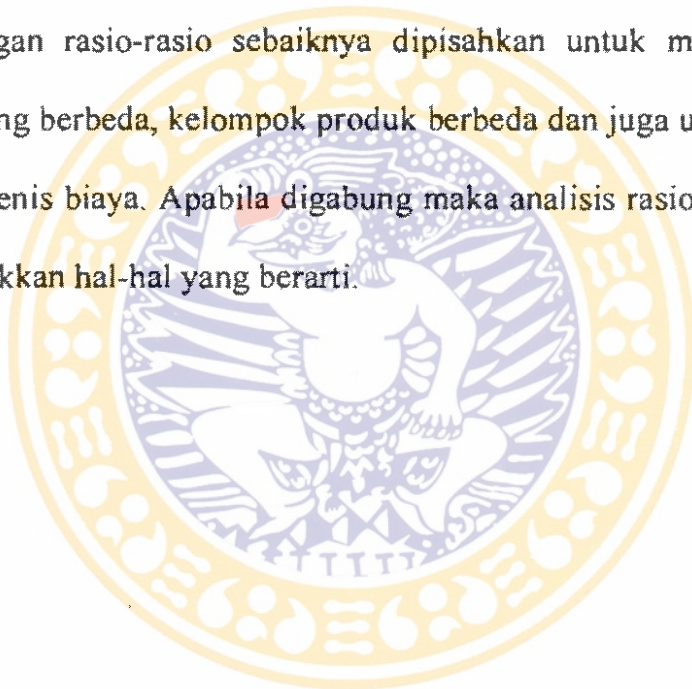 gan rasio-rasio sebaiknya dipisahkan untuk m
ng berbeda, kelompok produk berbeda dan juga u
enis biaya. Apabila digabung maka analisis rasio
kkan hal-hal yang berarti.